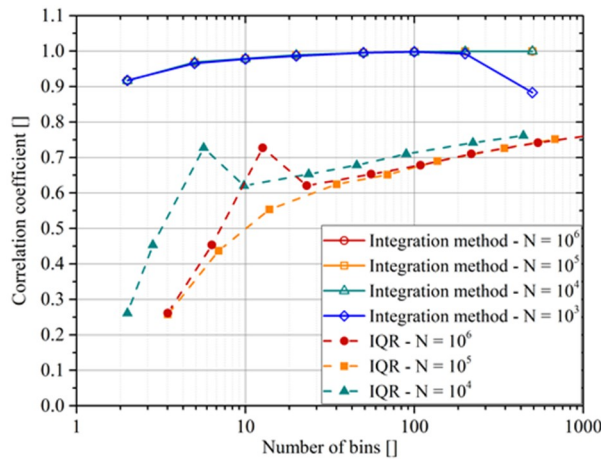 1.1
1.0
0.9
0.8
0.7
0.6
0.5
0.4
0.3
0.2
0.1
0.0
Correlation coefficient []
Integration method - N = 10⁶
Integration method - N = 10⁵
Integration method - N = 10⁴
Integration method - N = 10³
IQR - N = 10⁶
IQR - N = 10⁵
IQR - N = 10⁴
1 10 100 1000
Number of bins []